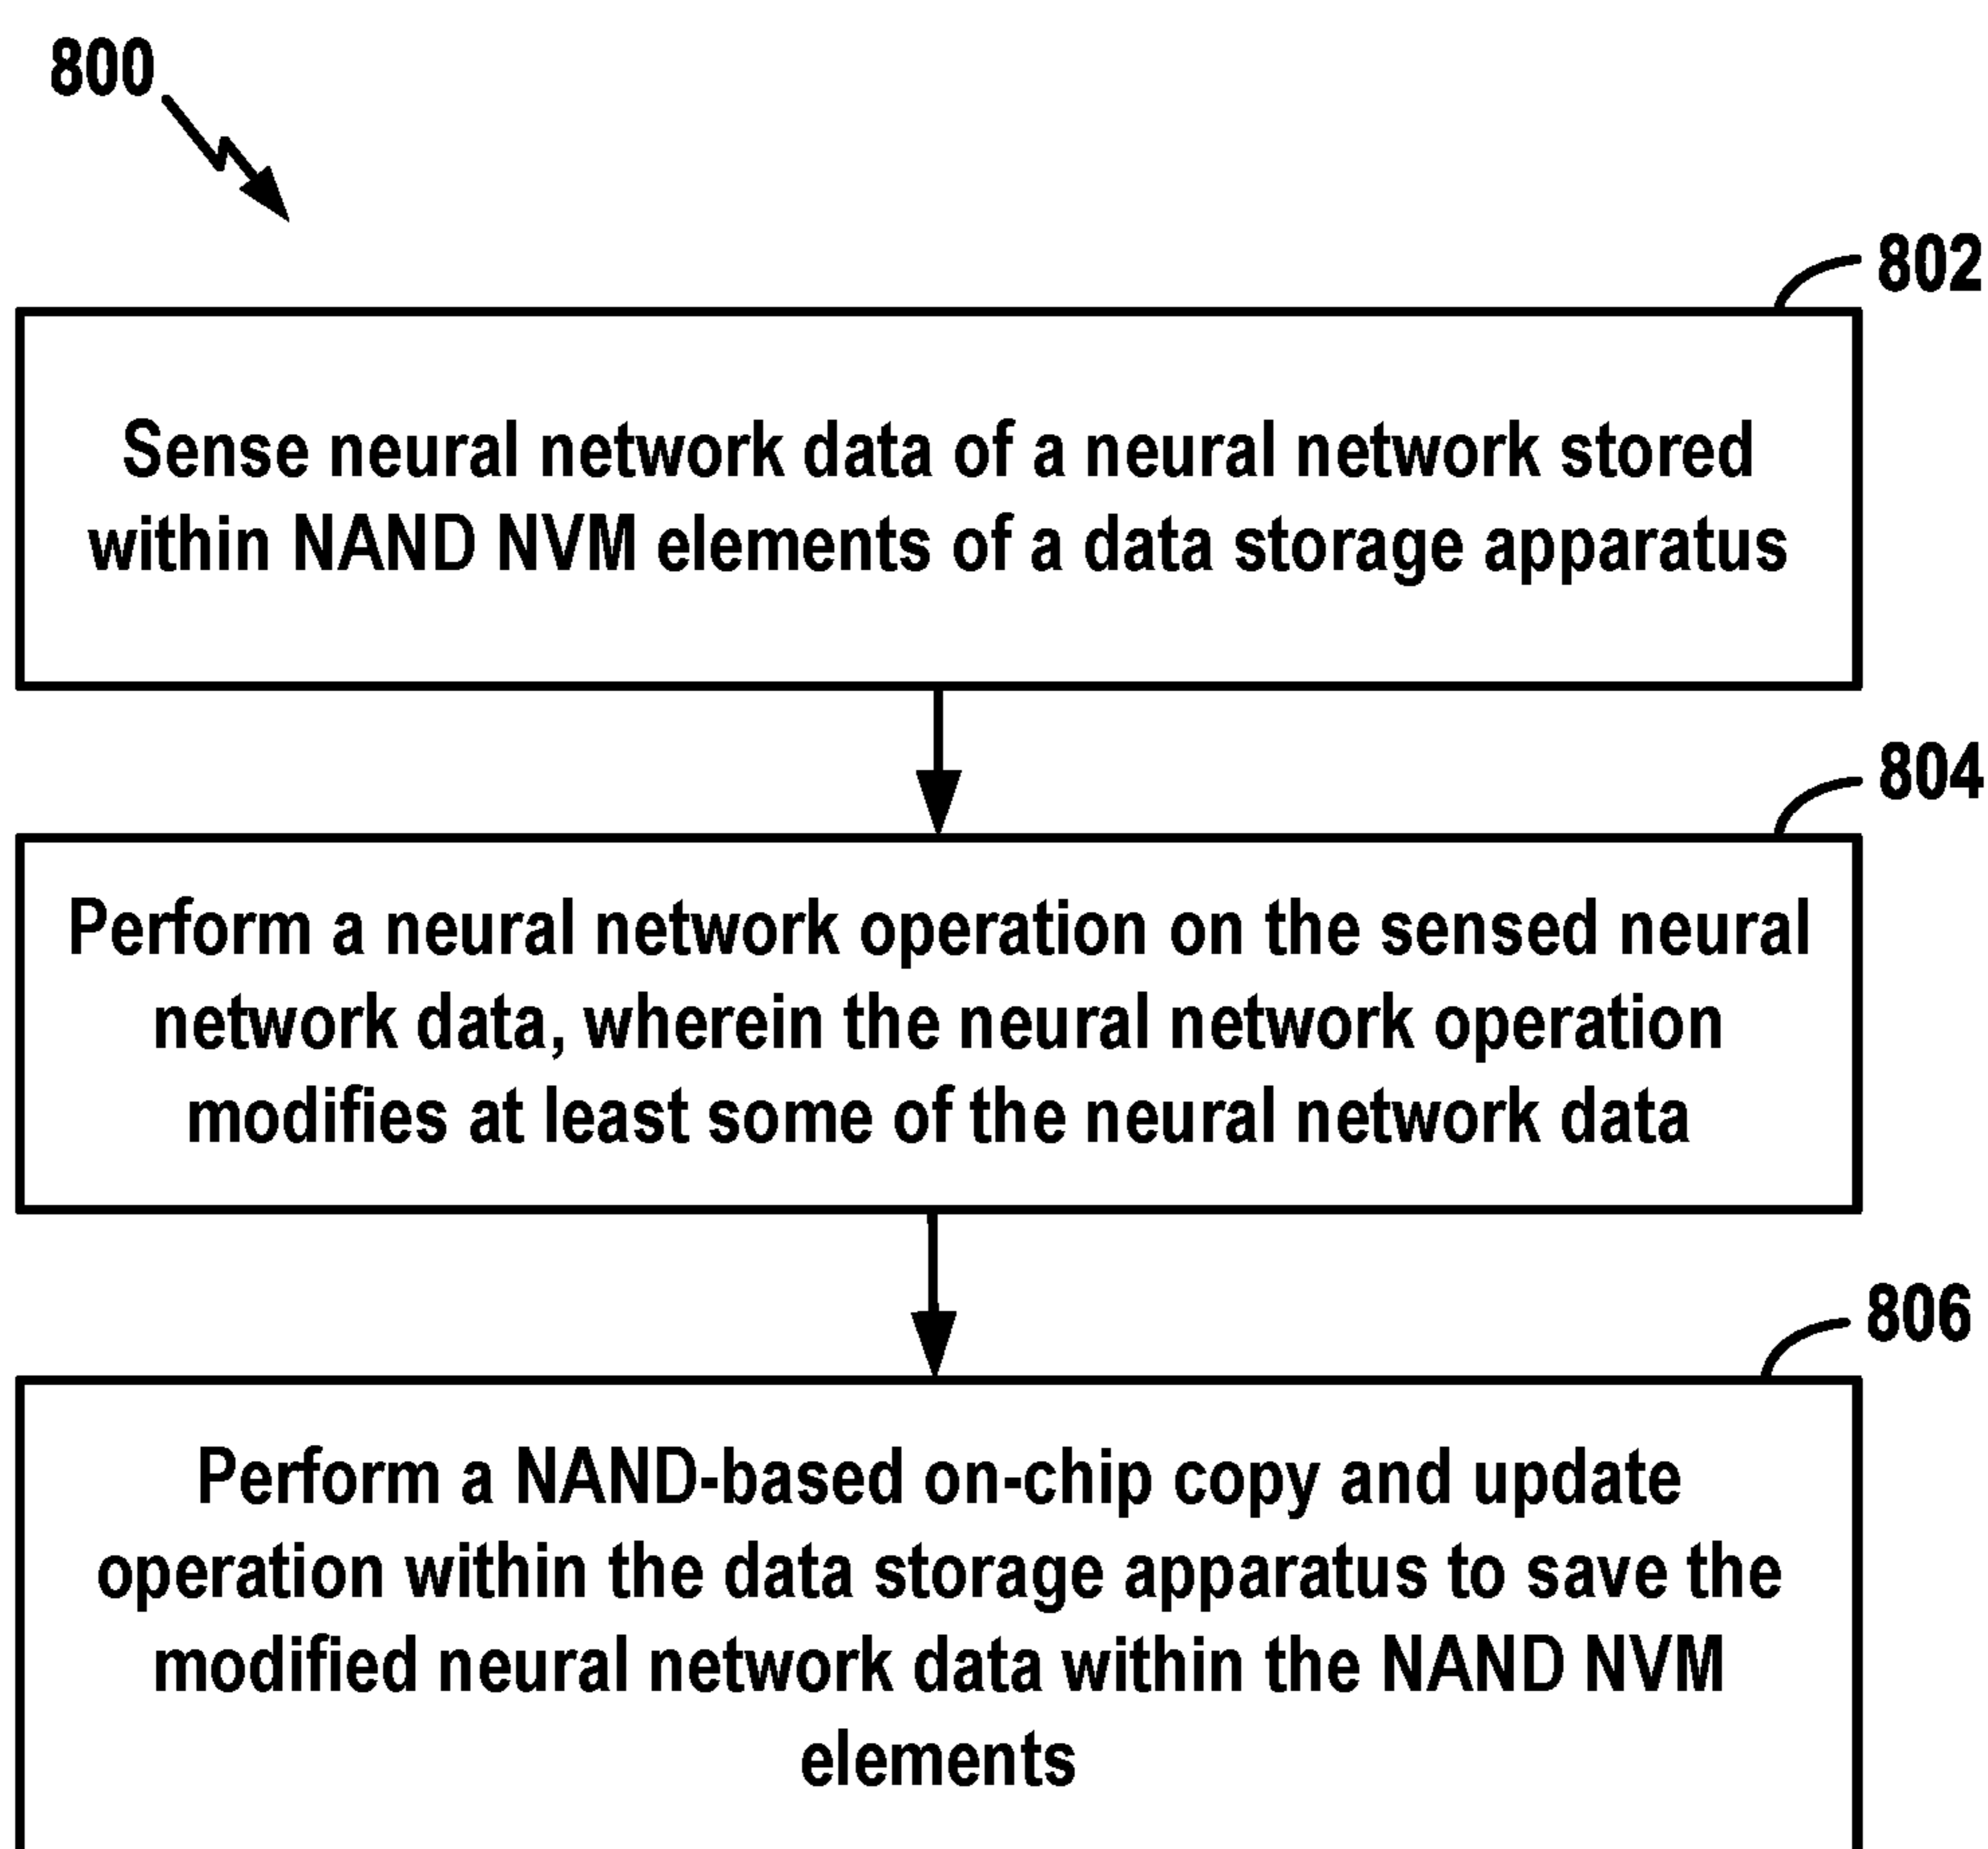 800
802
Sense neural network data of a neural network stored
within NAND NVM elements of a data storage apparatus
804
Perform a neural network operation on the sensed neural
network data, wherein the neural network operation
modifies at least some of the neural network data
806
Perform a NAND-based on-chip copy and update
operation within the data storage apparatus to save the
modified neural network data within the NAND NVM
elements